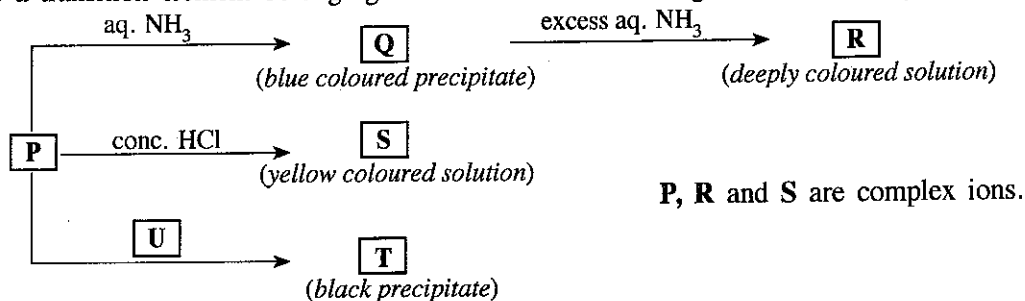 aq. NH₃
Q
(blue coloured precipitate)
excess aq. NH₃
R
(deeply coloured solution)
P
conc. HCl
S
(yellow coloured solution)
P, R and S are complex ions.
U
T
(black precipitate)